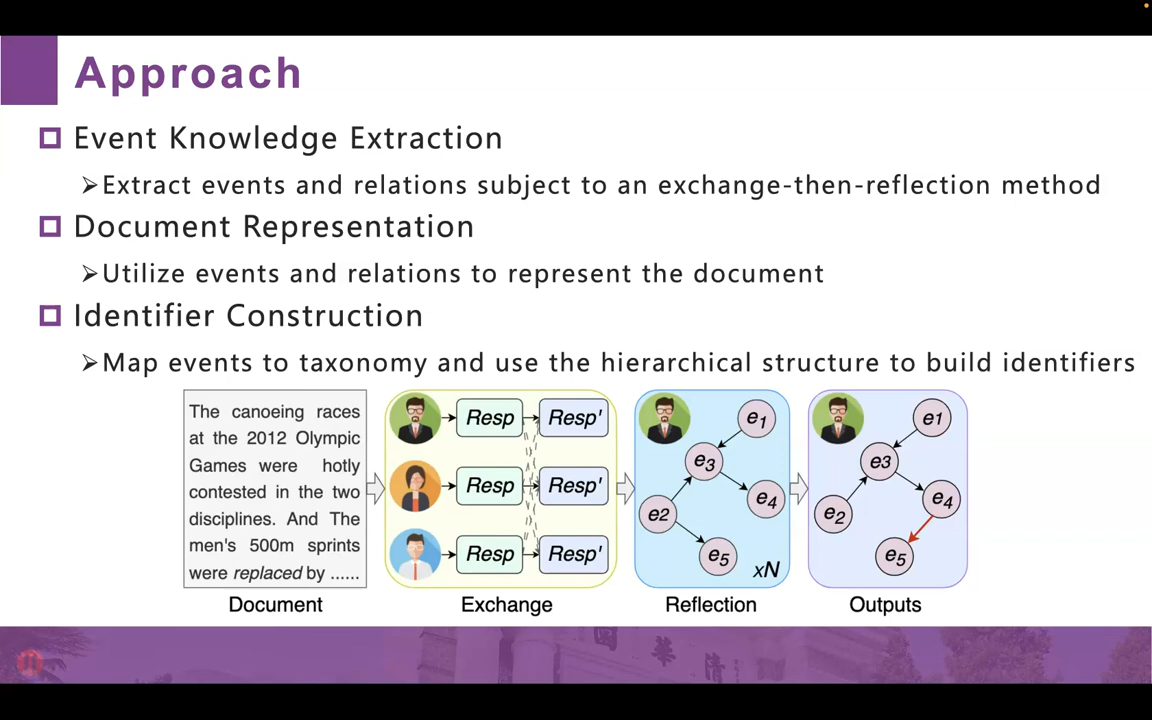 Approach
Event Knowledge Extraction
Extract events and relations subject to an exchange-then-reflection method
Document Representation
Utilize events and relations to represent the document
Identifier Construction
Map events to taxonomy and use the hierarchical structure to build identifiers
The canoeing races
at the 2012 Olympic
Games were hotly
contested in the two
disciplines. And The
men's 500m sprints
were replaced by ......
Document
Resp Resp'
Resp Resp'
Resp Resp'
Exchange
e1
e3
e4
e2
e5
xN
Reflection
e1
e3
e4
e2
e5
Outputs
華 清